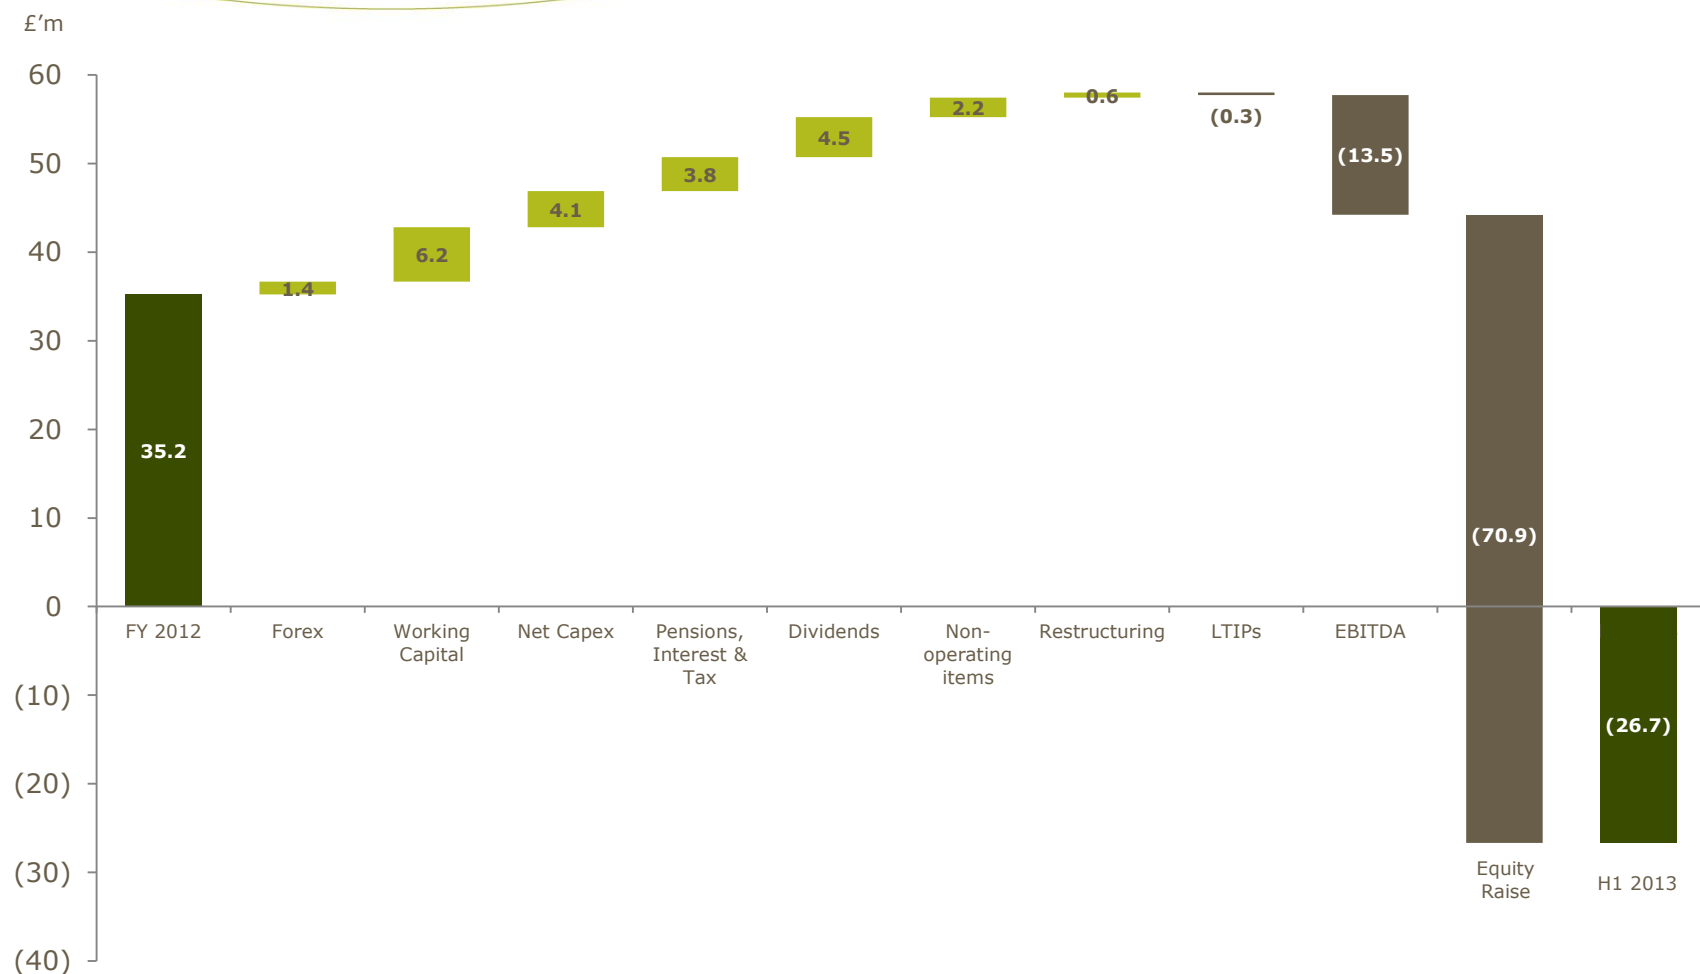 £’m
60
50
40
30
20
10
0
(10)
(20)
(30)
(40)
35.2
1.4
6.2
4.1
3.8
4.5
2.2
0.6
(0.3)
(13.5)
(70.9)
(26.7)
FY 2012
Forex
Working
Capital
Net Capex
Pensions,
Interest &
Tax
Dividends
Non-
operating
items
Restructuring
LTIPs
EBITDA
Equity
Raise
H1 2013